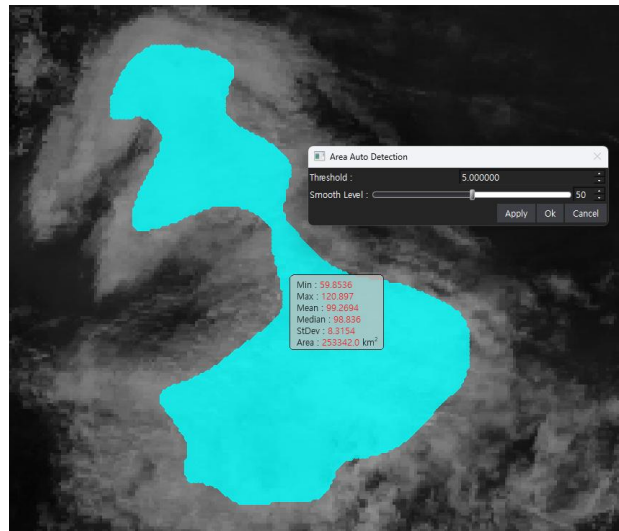 Area Auto Detection
Threshold : 5.000000
Smooth Level : 50
Apply Ok Cancel
Min : 59.8536
Max : 120.897
Mean : 99.2694
Median : 98.836
StDev : 8.3154
Area : 253342.0 km²